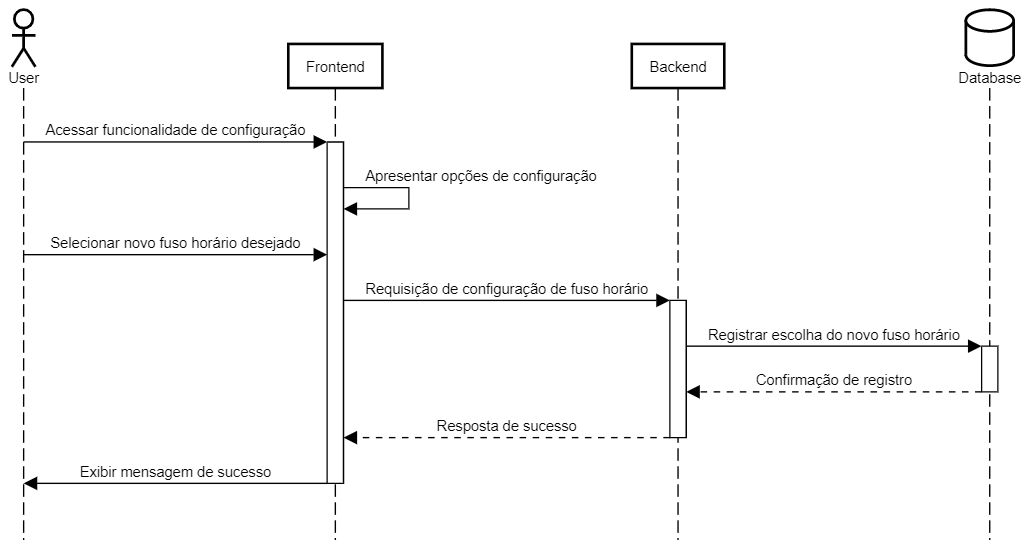 User
Frontend
Backend
Database
Acessar funcionalidade de configuração
Apresentar opções de configuração
Selecionar novo fuso horário desejado
Requisição de configuração de fuso horário
Registrar escolha do novo fuso horário
Confirmação de registro
Resposta de sucesso
Exibir mensagem de sucesso